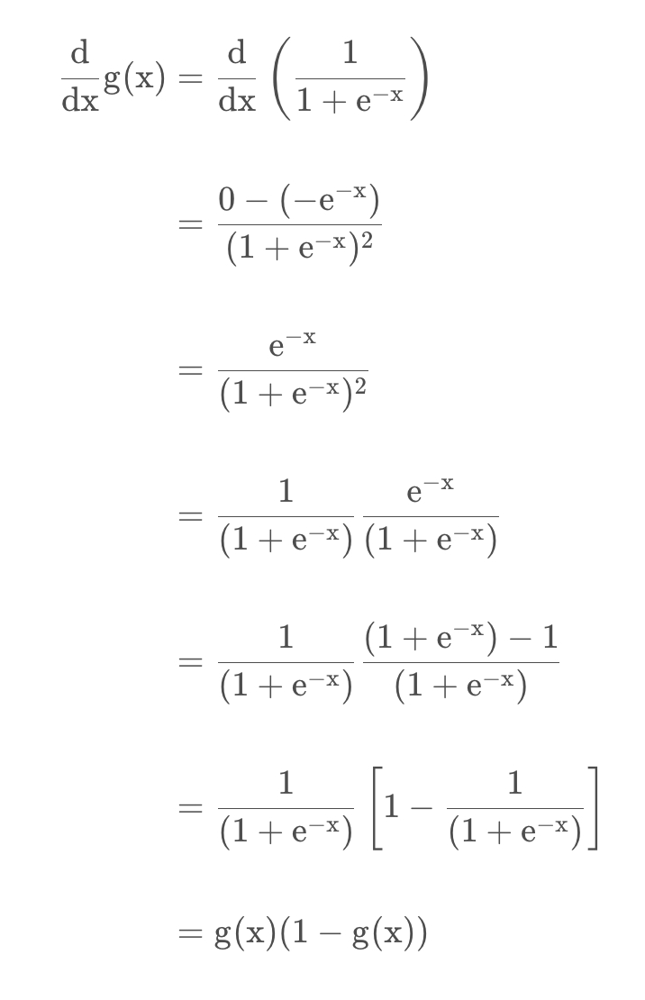 d/dx g(x) = d/dx (1/(1 + e⁻ˣ))
= (0 − (−e⁻ˣ))/(1 + e⁻ˣ)²
= e⁻ˣ/(1 + e⁻ˣ)²
= 1/(1 + e⁻ˣ) e⁻ˣ/(1 + e⁻ˣ)
= 1/(1 + e⁻ˣ) ((1 + e⁻ˣ) − 1)/(1 + e⁻ˣ)
= 1/(1 + e⁻ˣ) [1 − 1/(1 + e⁻ˣ)]
= g(x)(1 − g(x))